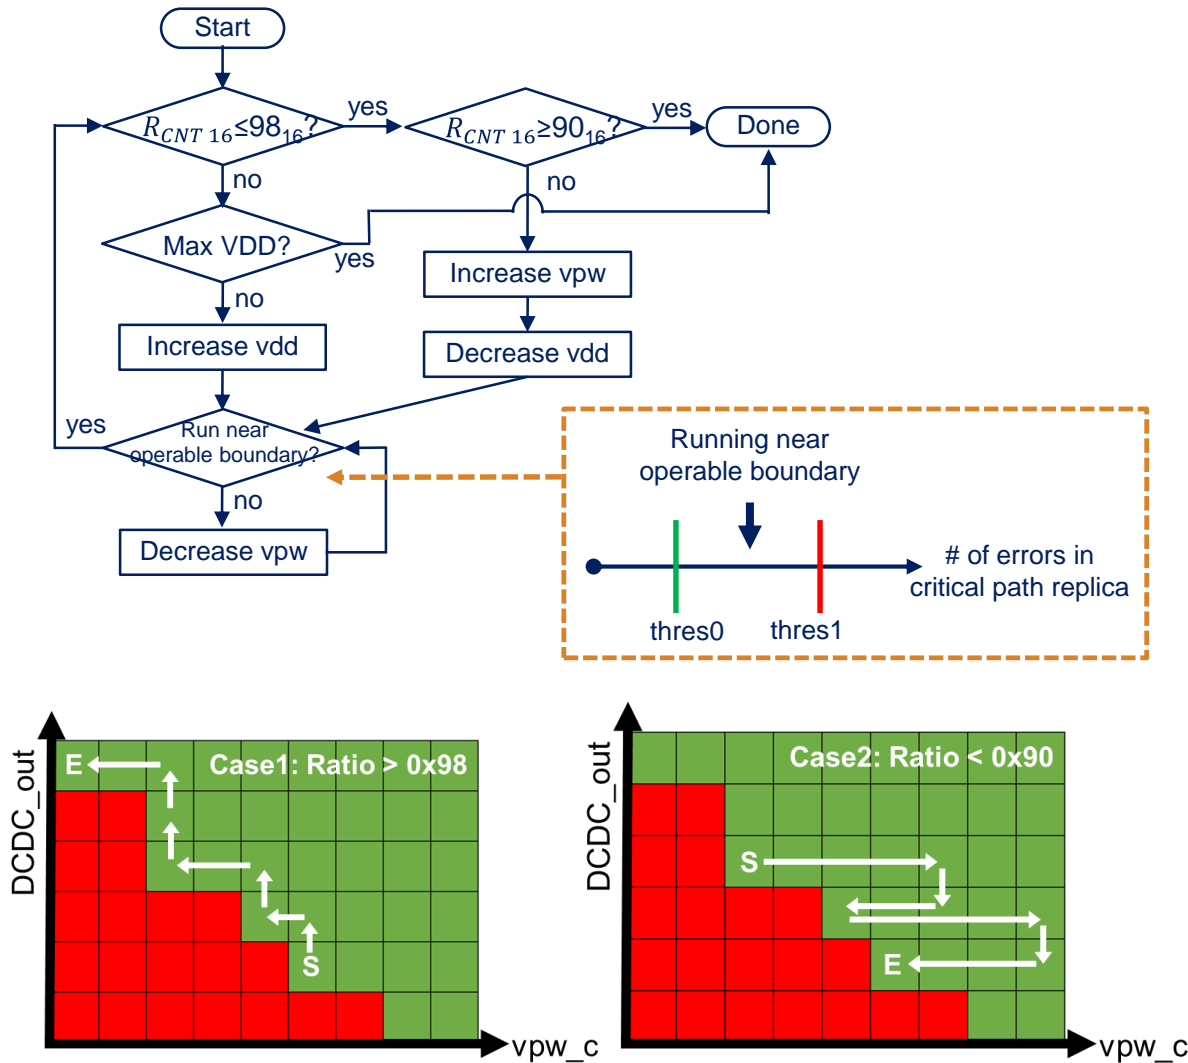 Start
R_CNT 16≤98₁₆?
yes
R_CNT 16≥90₁₆?
yes
Done
no
no
Max VDD?
yes
Increase vpw
no
Increase vdd
Decrease vdd
yes
Run near
operable boundary?
no
Decrease vpw
Running near
operable boundary
# of errors in
critical path replica
thres0
thres1
DCDC_out
E
Case1: Ratio > 0x98
S
vpw_c
DCDC_out
Case2: Ratio < 0x90
S
E
vpw_c